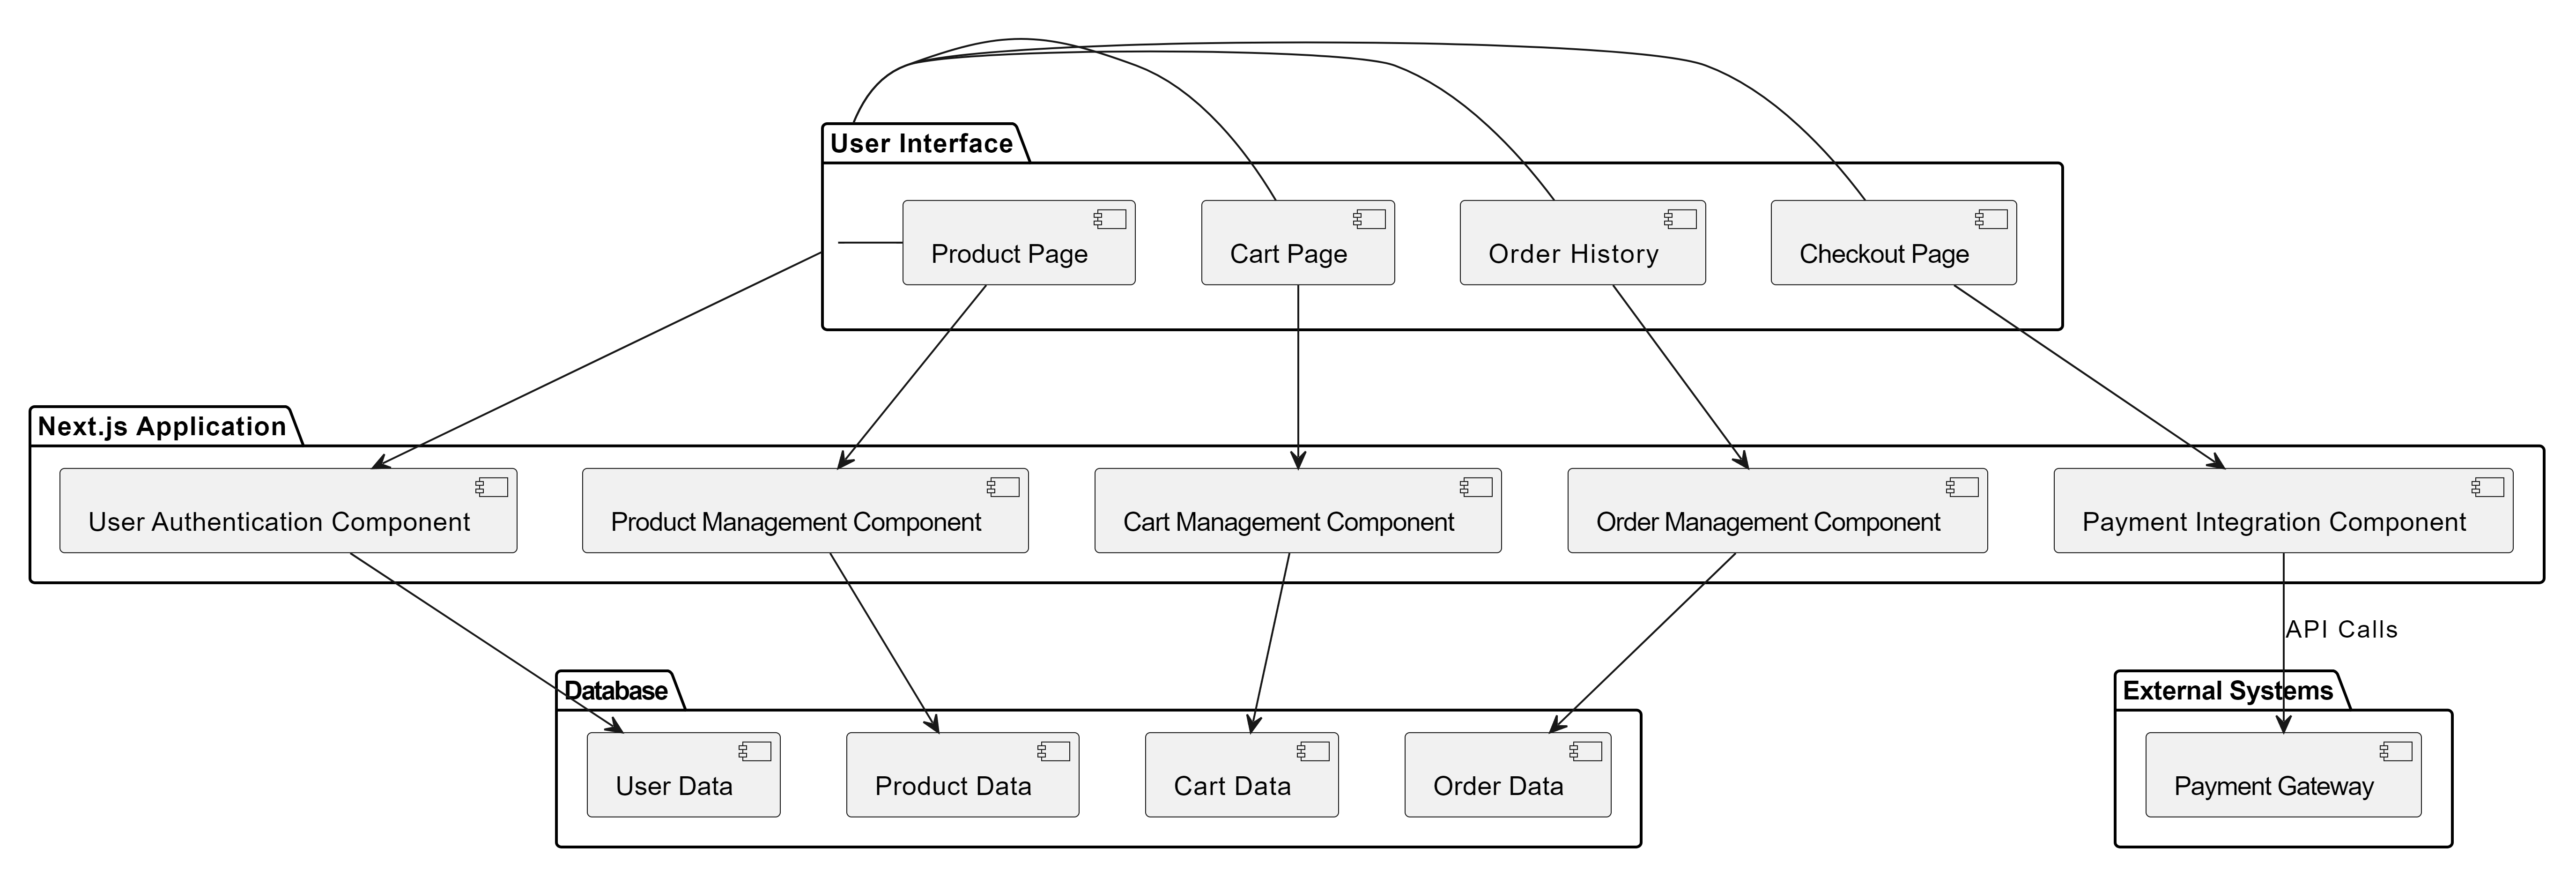 User Interface
Product Page
Cart Page
Order History
Checkout Page
Next.js Application
User Authentication Component
Product Management Component
Cart Management Component
Order Management Component
Payment Integration Component
API Calls
Database
External Systems
User Data
Product Data
Cart Data
Order Data
Payment Gateway